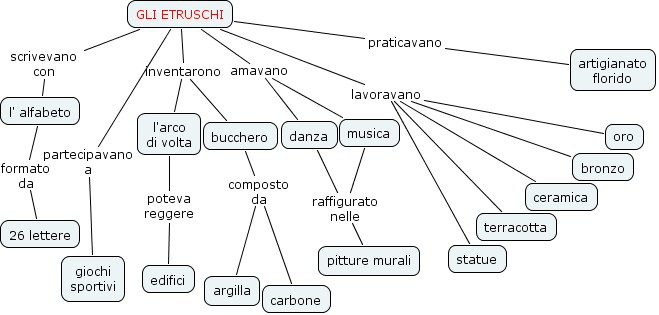 GLI ETRUSCHI
praticavano
artigianato
florido
scrivevano
con
inventarono
amavano
lavoravano
l' alfabeto
l'arco
di volta
bucchero
danza
musica
oro
partecipavano
a
bronzo
formato
da
composto
da
ceramica
poteva
reggere
raffigurato
nelle
terracotta
26 lettere
statue
pitture murali
giochi
sportivi
edifici
argilla
carbone